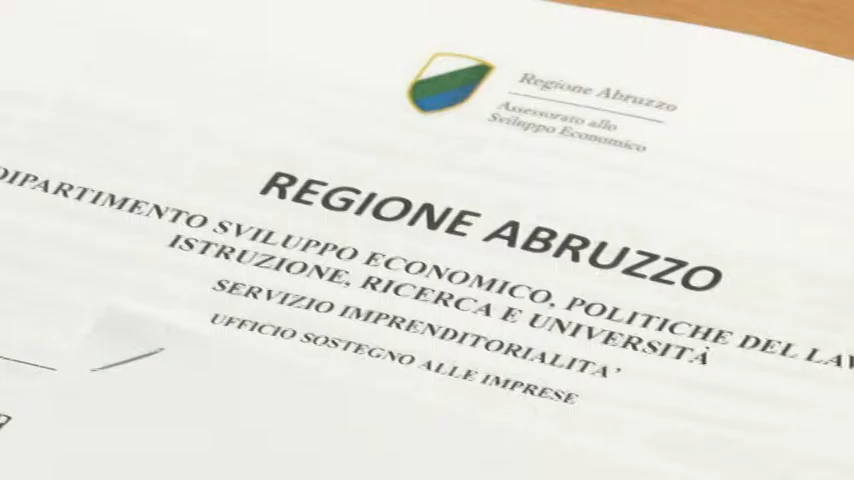 Regione Abruzzo
Assessorato allo
Sviluppo Economico
REGIONE ABRUZZO
DIPARTIMENTO SVILUPPO ECONOMICO, POLITICHE DEL
ISTRUZIONE, RICERCA E UNIVERSITÀ
SERVIZIO IMPRENDITORIALITA'
UFFICIO SOSTEGNO ALLE IMPRESE